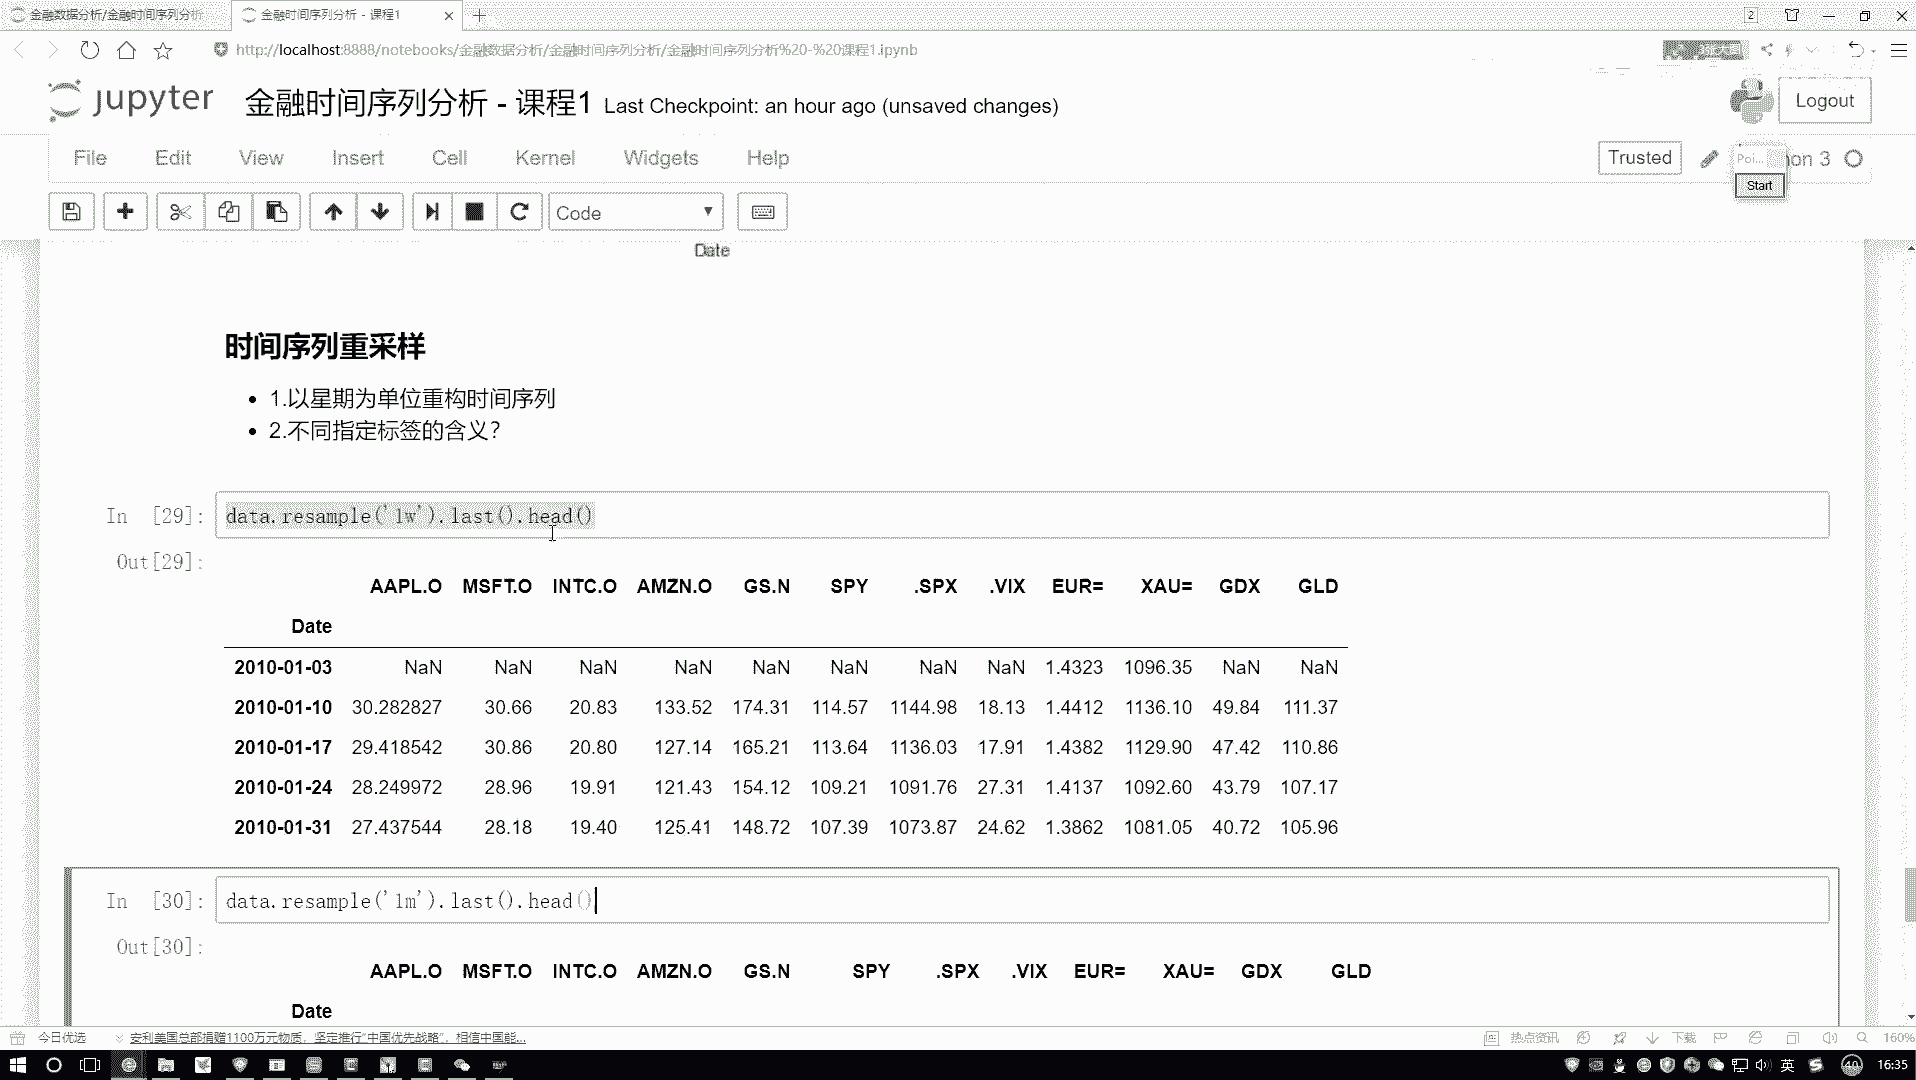 金融数据分析/金融时间序列分析
金融时间序列分析 - 课程1
2
http://localhost:8888/notebooks/金融数据分析/金融时间序列分析/金融时间序列分析%20-%20课程1.ipynb
jupyter 金融时间序列分析 - 课程1 Last Checkpoint: an hour ago (unsaved changes)
Logout
File Edit View Insert Cell Kernel Widgets Help
Trusted
Poi...
on 3
Start
Code
Date
时间序列重采样
• 1.以星期为单位重构时间序列
• 2.不同指定标签的含义?
In [29]: data.resample('1w').last().head()
Out[29]:
AAPL.O MSFT.O INTC.O AMZN.O GS.N SPY .SPX .VIX EUR= XAU= GDX GLD
Date
2010-01-03 NaN NaN NaN NaN NaN NaN NaN NaN 1.4323 1096.35 NaN NaN
2010-01-10 30.282827 30.66 20.83 133.52 174.31 114.57 1144.98 18.13 1.4412 1136.10 49.84 111.37
2010-01-17 29.418542 30.86 20.80 127.14 165.21 113.64 1136.03 17.91 1.4382 1129.90 47.42 110.86
2010-01-24 28.249972 28.96 19.91 121.43 154.12 109.21 1091.76 27.31 1.4137 1092.60 43.79 107.17
2010-01-31 27.437544 28.18 19.40 125.41 148.72 107.39 1073.87 24.62 1.3862 1081.05 40.72 105.96
In [30]: data.resample('1m').last().head()
Out[30]:
AAPL.O MSFT.O INTC.O AMZN.O GS.N SPY .SPX .VIX EUR= XAU= GDX GLD
Date
今日优选
安利美国总部捐赠1100万元物质，坚定推行"中国优先战略"，相信中国能...
热点资讯
下载
160%
英
40
16:35